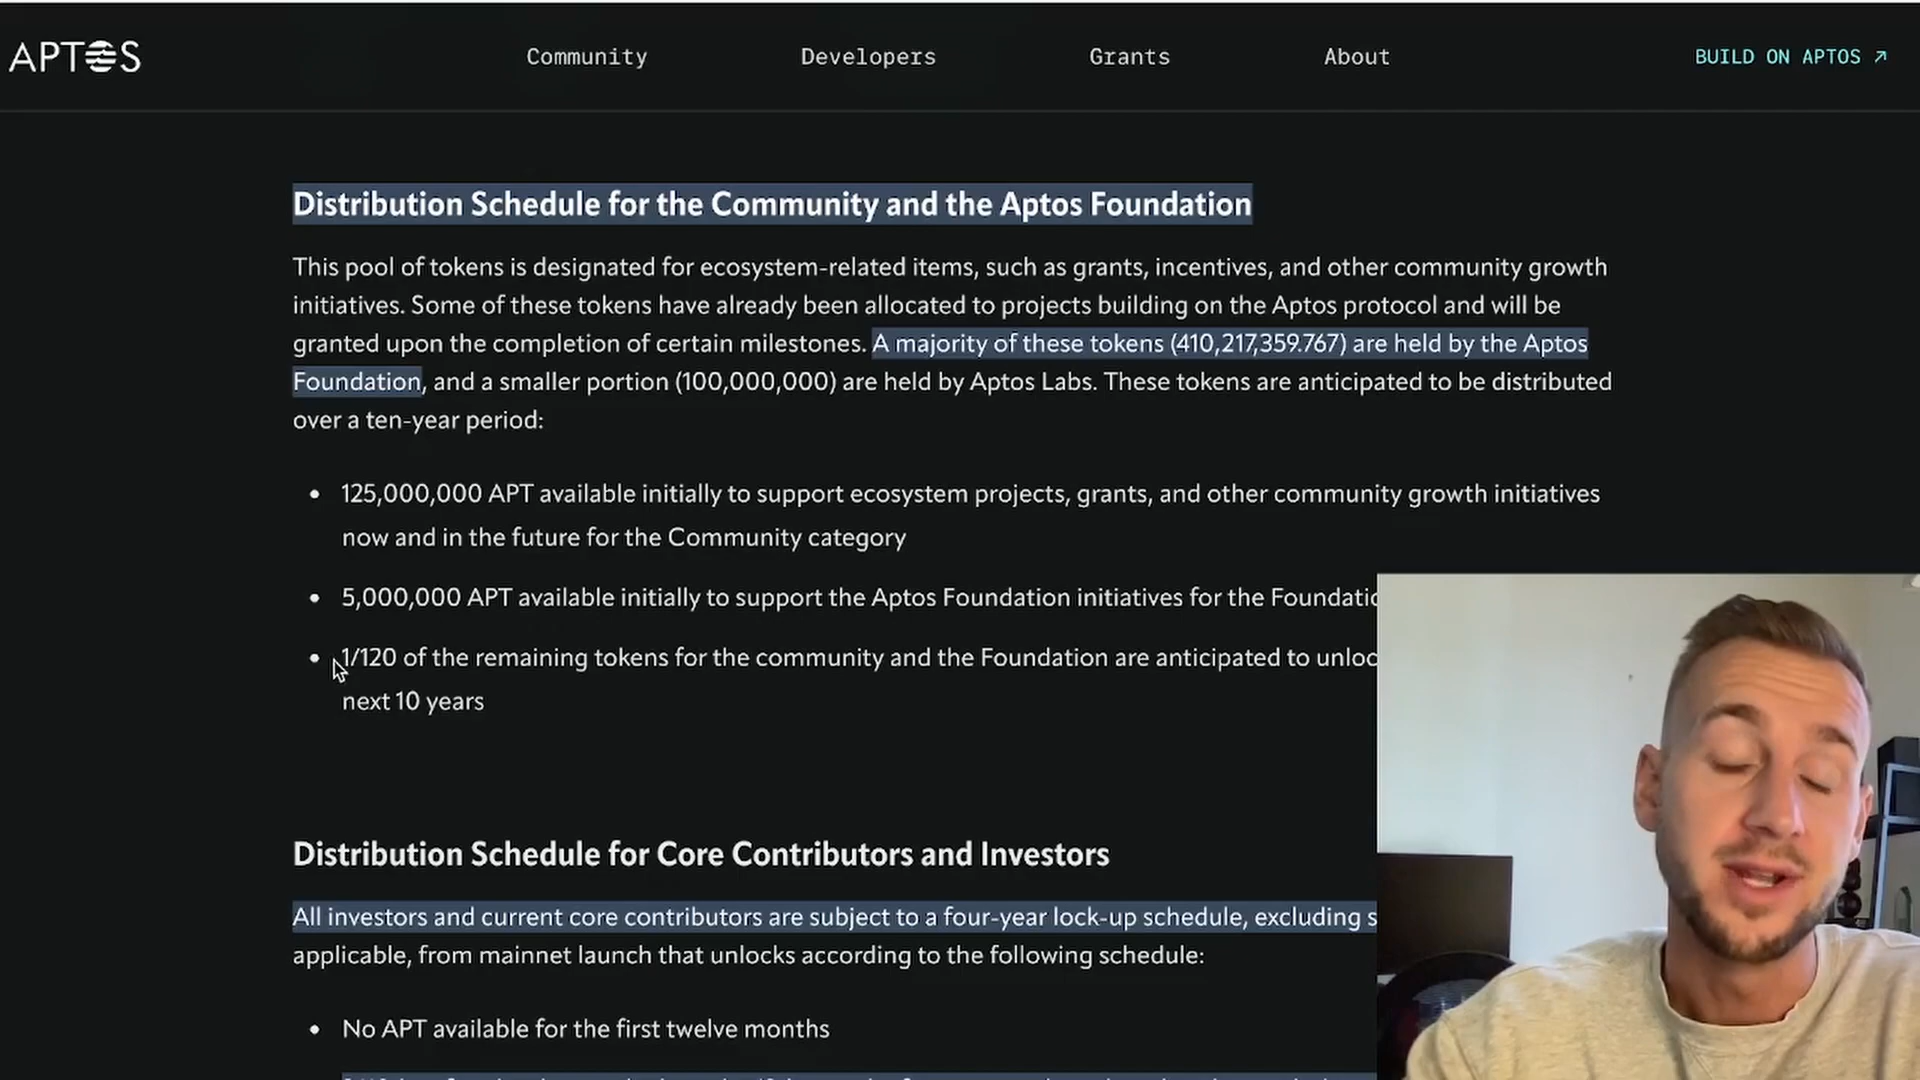 APTOS
Community
Developers
Grants
About
BUILD ON APTOS ↗
Distribution Schedule for the Community and the Aptos Foundation
This pool of tokens is designated for ecosystem-related items, such as grants, incentives, and other community growth
initiatives. Some of these tokens have already been allocated to projects building on the Aptos protocol and will be
granted upon the completion of certain milestones. A majority of these tokens (410,217,359.767) are held by the Aptos
Foundation, and a smaller portion (100,000,000) are held by Aptos Labs. These tokens are anticipated to be distributed
over a ten-year period:
• 125,000,000 APT available initially to support ecosystem projects, grants, and other community growth initiatives
now and in the future for the Community category
• 5,000,000 APT available initially to support the Aptos Foundation initiatives for the Foundatio
• 1/120 of the remaining tokens for the community and the Foundation are anticipated to unloc
next 10 years
Distribution Schedule for Core Contributors and Investors
All investors and current core contributors are subject to a four-year lock-up schedule, excluding s
applicable, from mainnet launch that unlocks according to the following schedule:
• No APT available for the first twelve months